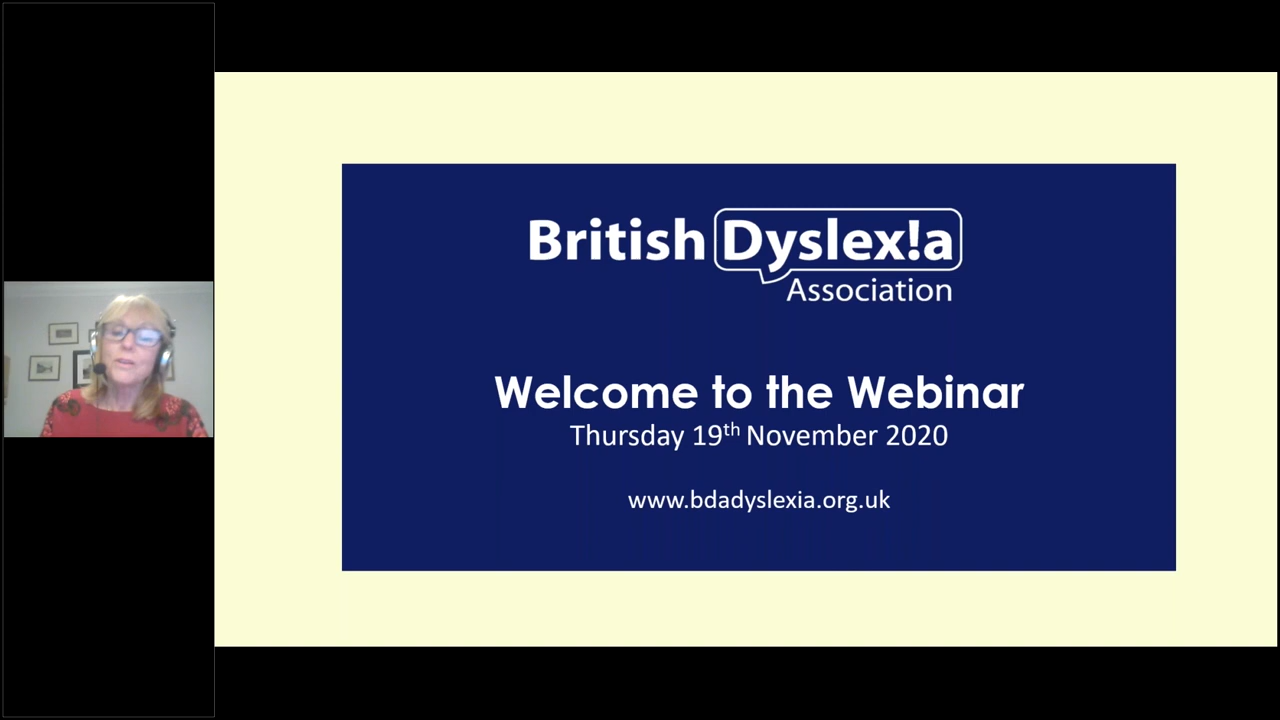 British Dyslex!a
Association
Welcome to the Webinar
Thursday 19th November 2020
www.bdadyslexia.org.uk